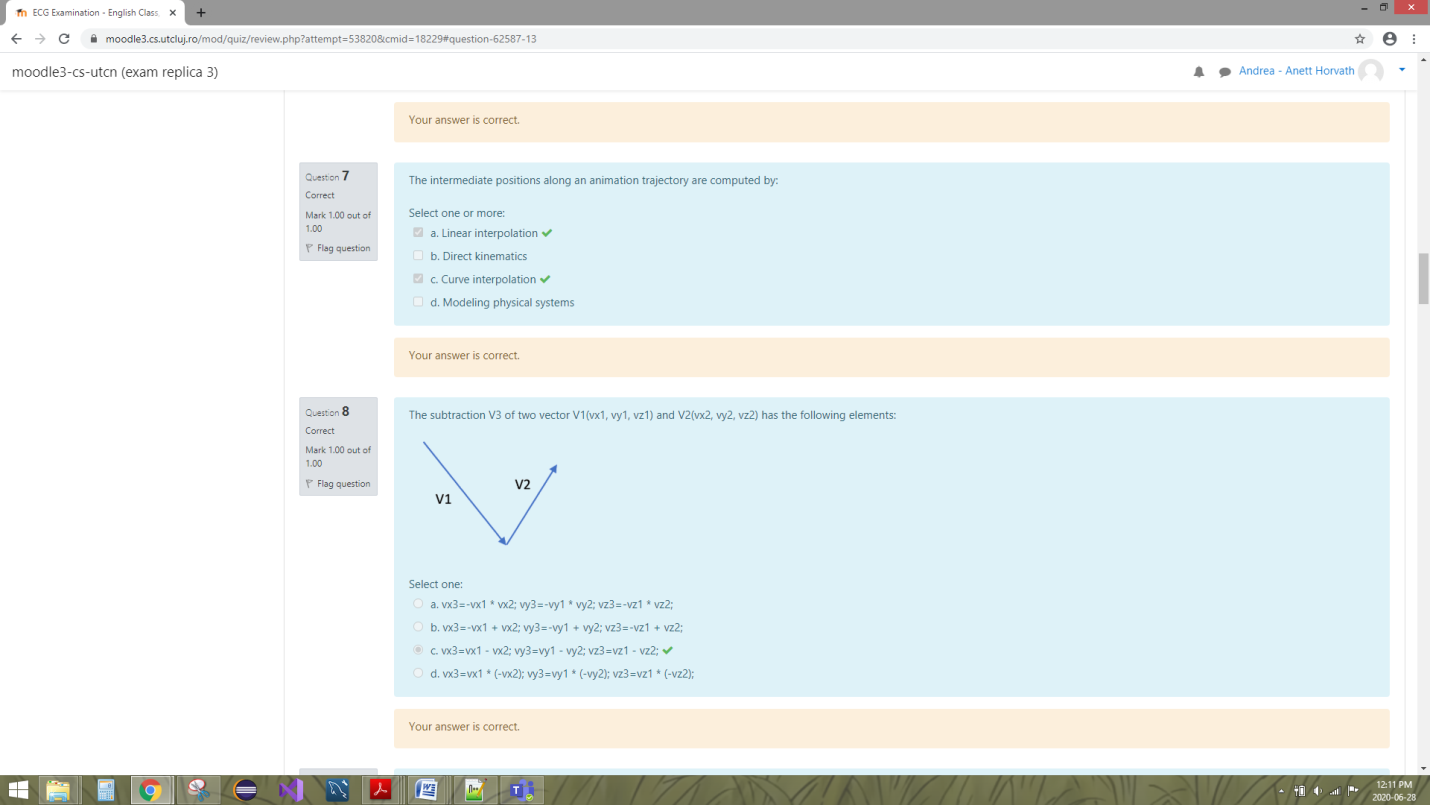 ECG Examination - English Class
moodle3.cs.utcluj.ro/mod/quiz/review.php?attempt=53820&cmid=18229#question-62587-13
moodle3-cs-utcn (exam replica 3)
Andrea - Anett Horvath
Your answer is correct.
Question 7
Correct
Mark 1.00 out of
1.00
Flag question
The intermediate positions along an animation trajectory are computed by:
Select one or more:
a. Linear interpolation
b. Direct kinematics
c. Curve interpolation
d. Modeling physical systems
Your answer is correct.
Question 8
Correct
Mark 1.00 out of
1.00
Flag question
The subtraction V3 of two vector V1(vx1, vy1, vz1) and V2(vx2, vy2, vz2) has the following elements:
V1
V2
Select one:
a. vx3=-vx1 * vx2; vy3=-vy1 * vy2; vz3=-vz1 * vz2;
b. vx3=-vx1 + vx2; vy3=-vy1 + vy2; vz3=-vz1 + vz2;
c. vx3=vx1 - vx2; vy3=vy1 - vy2; vz3=vz1 - vz2;
d. vx3=vx1 * (-vx2); vy3=vy1 * (-vy2); vz3=vz1 * (-vz2);
Your answer is correct.
12:11 PM
2020-06-28